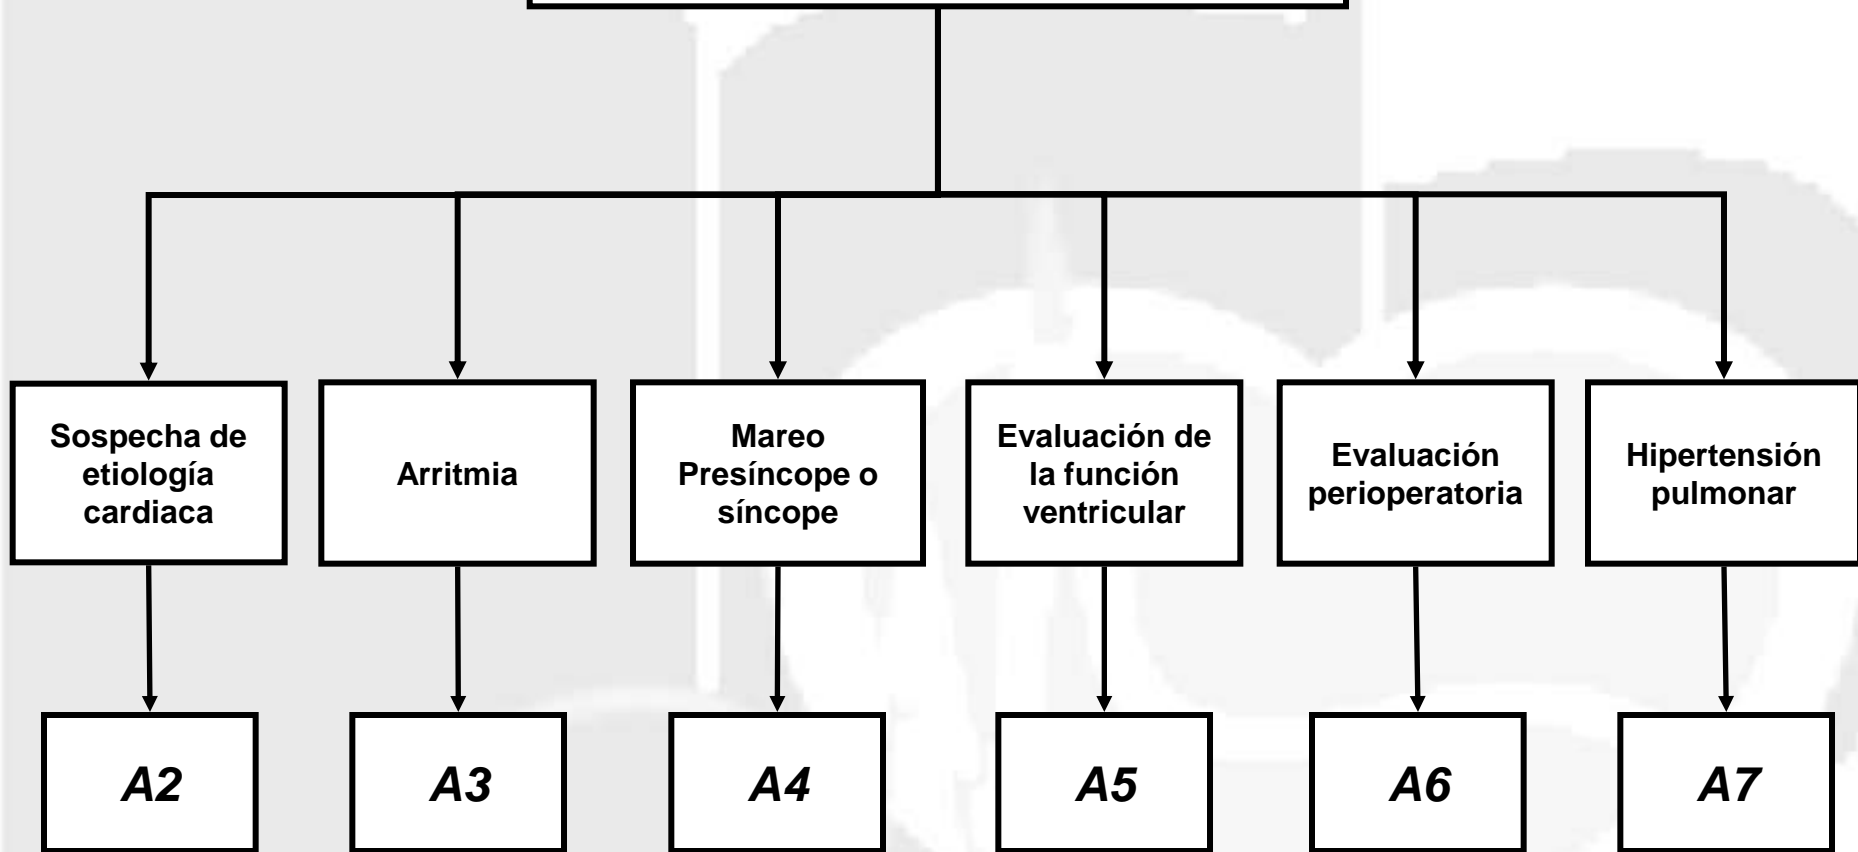 Sospecha de
etiología
cardiaca
Arritmia
Mareo
Presíncope o
síncope
Evaluación de
la función
ventricular
Evaluación
perioperatoria
Hipertensión
pulmonar
A2
A3
A4
A5
A6
A7